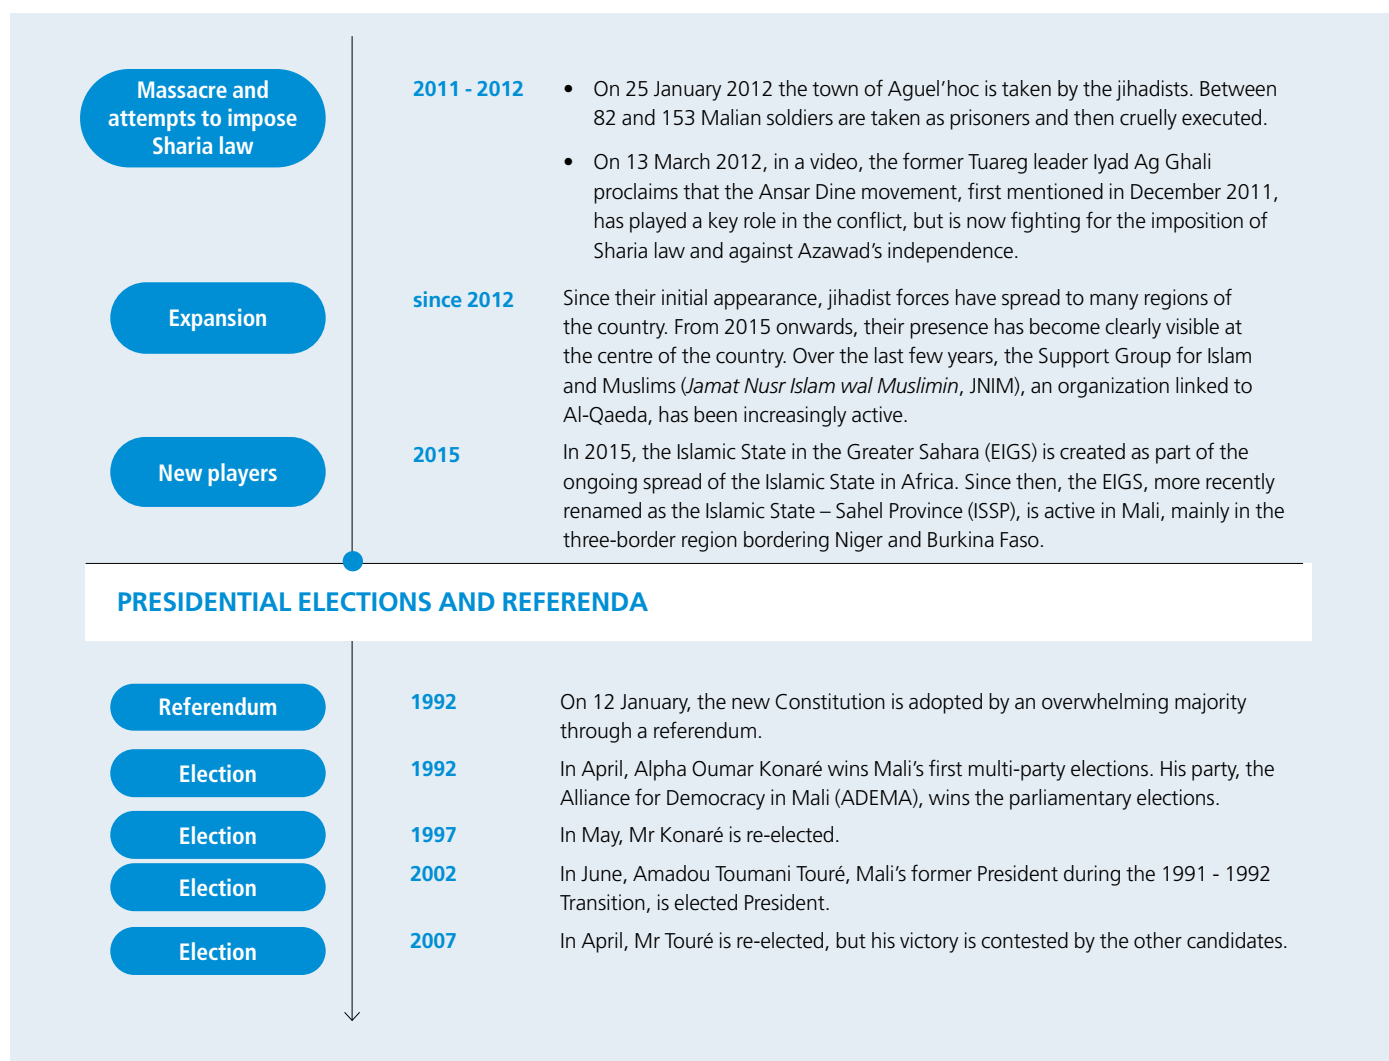 Massacre and
attempts to impose
Sharia law
2011 - 2012
• On 25 January 2012 the town of Aguel’hoc is taken by the jihadists. Between
82 and 153 Malian soldiers are taken as prisoners and then cruelly executed.
• On 13 March 2012, in a video, the former Tuareg leader Iyad Ag Ghali
proclaims that the Ansar Dine movement, first mentioned in December 2011,
has played a key role in the conflict, but is now fighting for the imposition of
Sharia law and against Azawad’s independence.
Expansion
since 2012
Since their initial appearance, jihadist forces have spread to many regions of
the country. From 2015 onwards, their presence has become clearly visible at
the centre of the country. Over the last few years, the Support Group for Islam
and Muslims (Jamat Nusr Islam wal Muslimin, JNIM), an organization linked to
Al-Qaeda, has been increasingly active.
New players
2015
In 2015, the Islamic State in the Greater Sahara (EIGS) is created as part of the
ongoing spread of the Islamic State in Africa. Since then, the EIGS, more recently
renamed as the Islamic State – Sahel Province (ISSP), is active in Mali, mainly in the
three-border region bordering Niger and Burkina Faso.
PRESIDENTIAL ELECTIONS AND REFERENDA
Referendum
1992
On 12 January, the new Constitution is adopted by an overwhelming majority
through a referendum.
Election
1992
In April, Alpha Oumar Konaré wins Mali’s first multi-party elections. His party, the
Alliance for Democracy in Mali (ADEMA), wins the parliamentary elections.
Election
1997
In May, Mr Konaré is re-elected.
Election
2002
In June, Amadou Toumani Touré, Mali’s former President during the 1991 - 1992
Transition, is elected President.
Election
2007
In April, Mr Touré is re-elected, but his victory is contested by the other candidates.